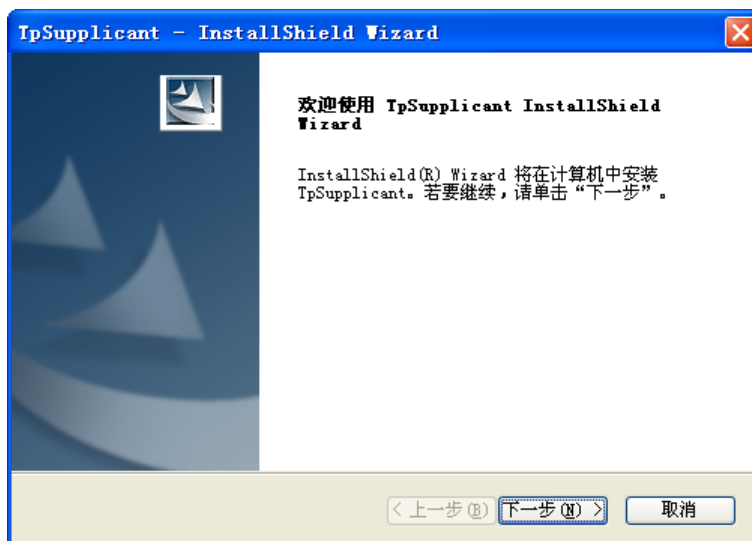 TpSupplicant - InstallShield Wizard
欢迎使用 TpSupplicant InstallShield
Wizard
InstallShield(R) Wizard 将在计算机中安装
TpSupplicant。若要继续，请单击“下一步”。
< 上一步(B) 下一步(N) > 取消